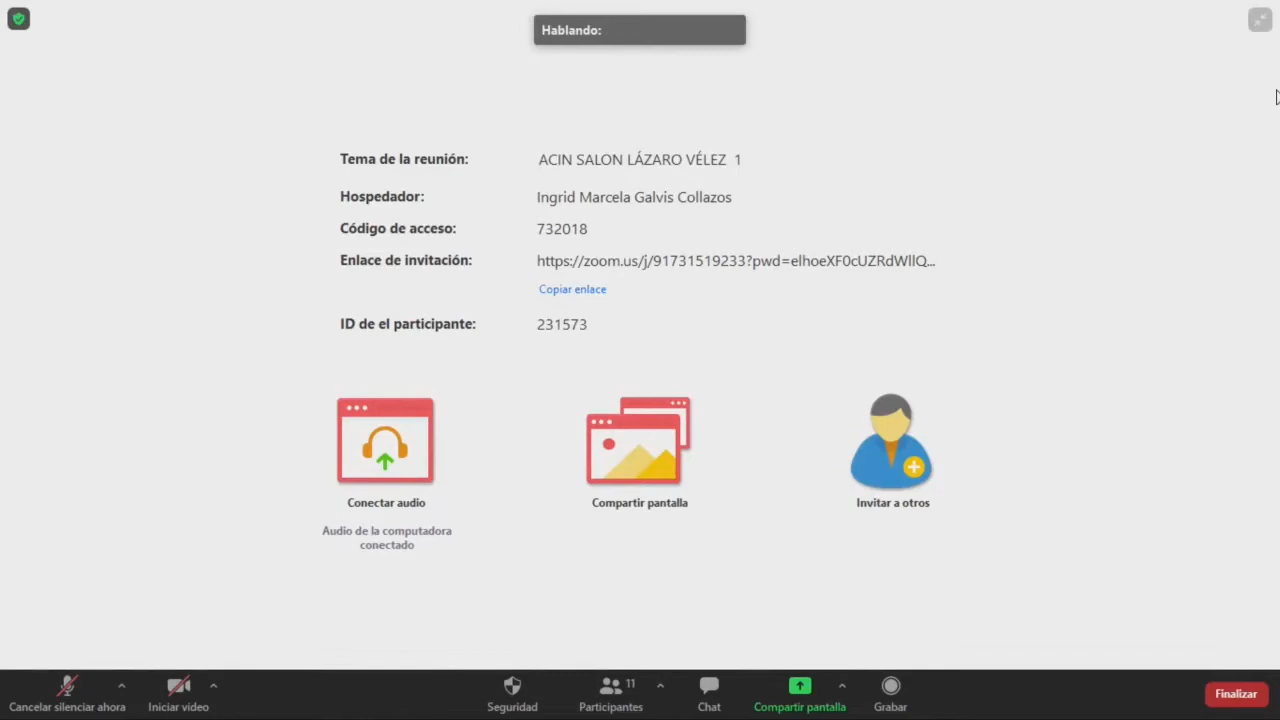 Hablando:
Tema de la reunión: ACIN SALON LÁZARO VÉLEZ 1
Hospedador: Ingrid Marcela Galvis Collazos
Código de acceso: 732018
Enlace de invitación: https://zoom.us/j/91731519233?pwd=elhoeXF0cUZRdWllQ...
Copiar enlace
ID de el participante: 231573
Conectar audio
Compartir pantalla
Invitar a otros
Audio de la computadora
conectado
11
Cancelar silenciar ahora
Iniciar video
Seguridad
Participantes
Chat
Compartir pantalla
Grabar
Finalizar